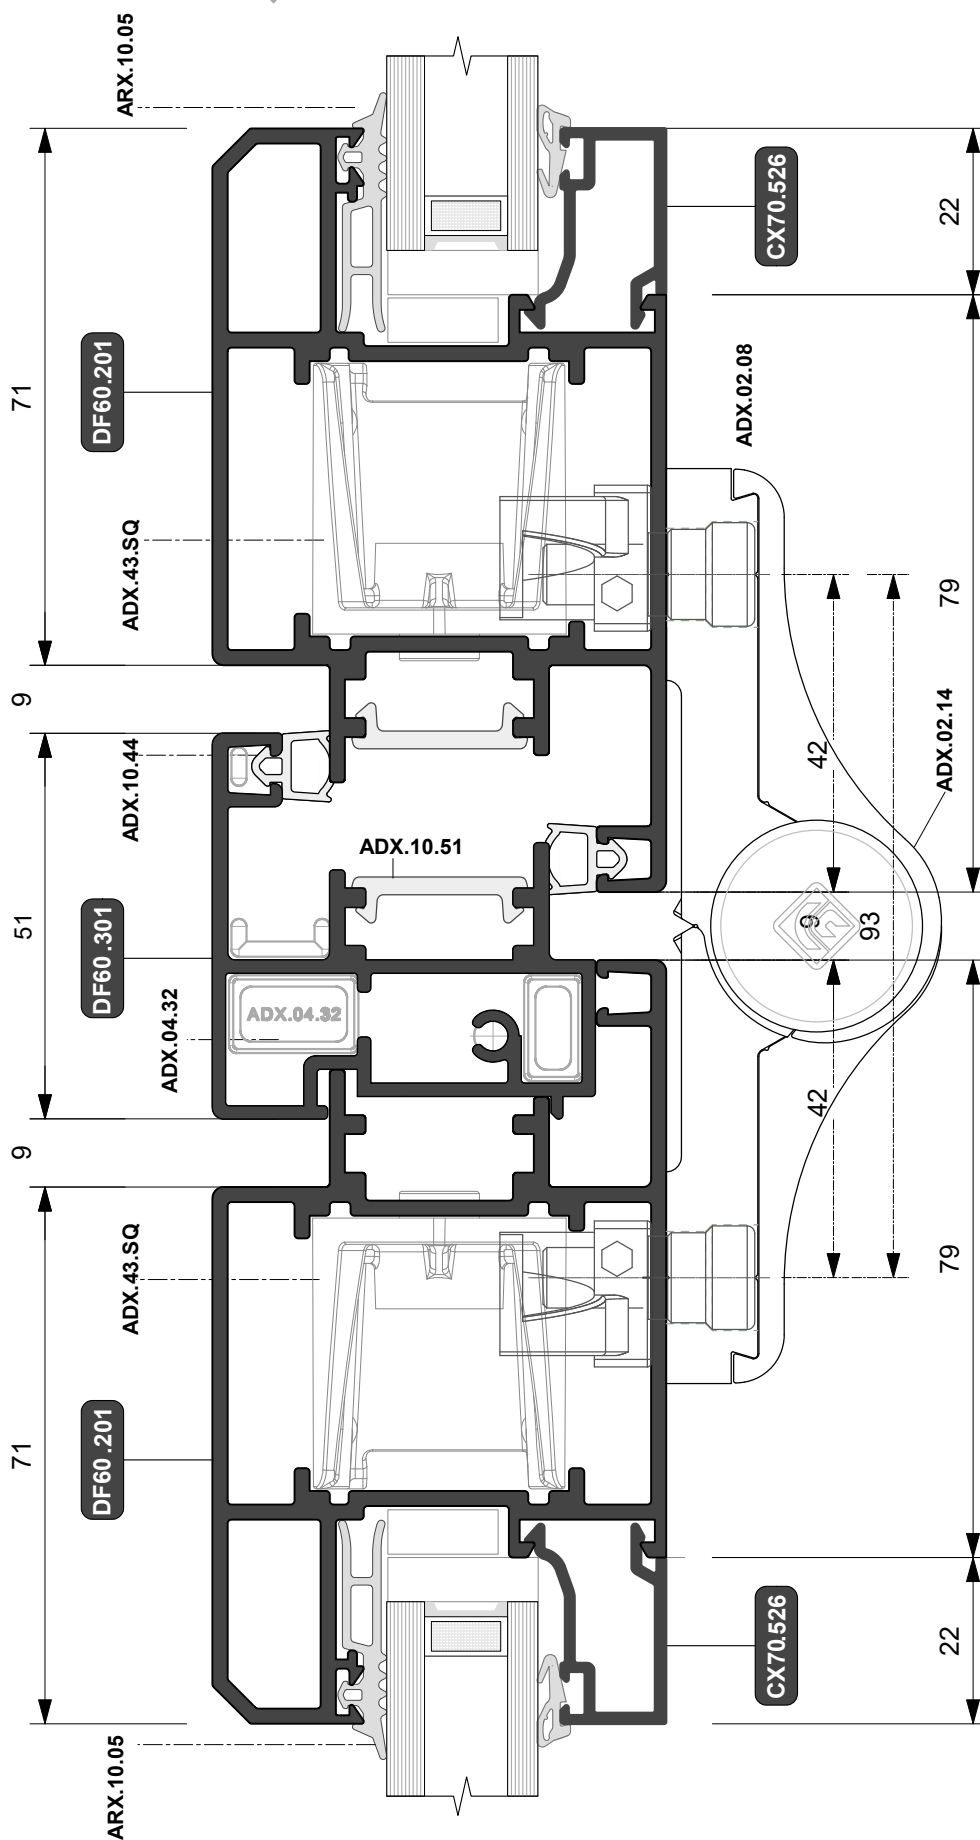 ARX.10.05
71
DF60.201
CX70.526
22
ADX.02.08
ADX.43.SQ
79
9
ADX.10.44
42
ADX.02.14
ADX.10.51
51
DF60.301
9
93
ADX.04.32
ADX.04.32
42
9
ADX.43.SQ
79
71
DF60.201
CX70.526
22
ARX.10.05